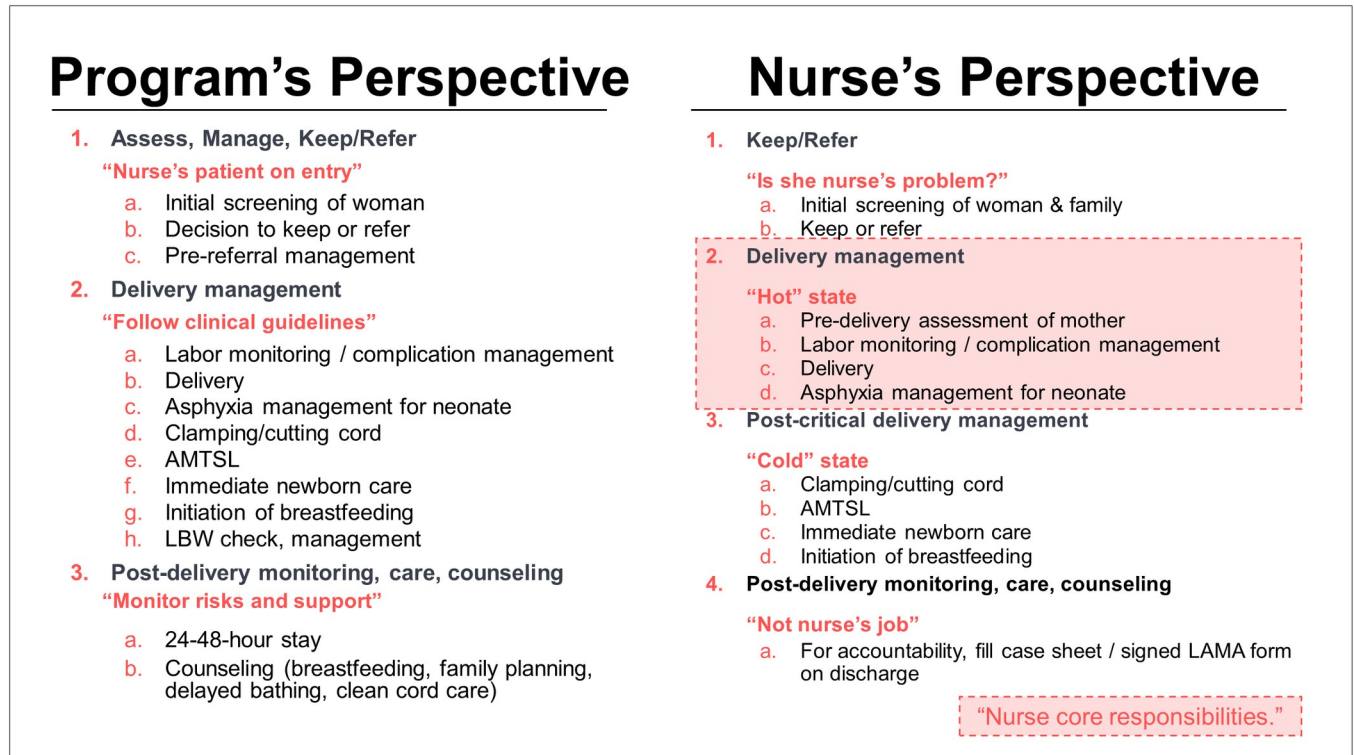 Program’s Perspective
1. Assess, Manage, Keep/Refer
“Nurse’s patient on entry”
a. Initial screening of woman
b. Decision to keep or refer
c. Pre-referral management
2. Delivery management
“Follow clinical guidelines”
a. Labor monitoring / complication management
b. Delivery
c. Asphyxia management for neonate
d. Clamping/cutting cord
e. AMTSL
f. Immediate newborn care
g. Initiation of breastfeeding
h. LBW check, management
3. Post-delivery monitoring, care, counseling
“Monitor risks and support”
a. 24-48-hour stay
b. Counseling (breastfeeding, family planning,
delayed bathing, clean cord care)
Nurse’s Perspective
1. Keep/Refer
“Is she nurse’s problem?”
a. Initial screening of woman & family
b. Keep or refer
2. Delivery management
“Hot” state
a. Pre-delivery assessment of mother
b. Labor monitoring / complication management
c. Delivery
d. Asphyxia management for neonate
3. Post-critical delivery management
“Cold” state
a. Clamping/cutting cord
b. AMTSL
c. Immediate newborn care
d. Initiation of breastfeeding
4. Post-delivery monitoring, care, counseling
“Not nurse’s job”
a. For accountability, fill case sheet / signed LAMA form
on discharge
“Nurse core responsibilities.”